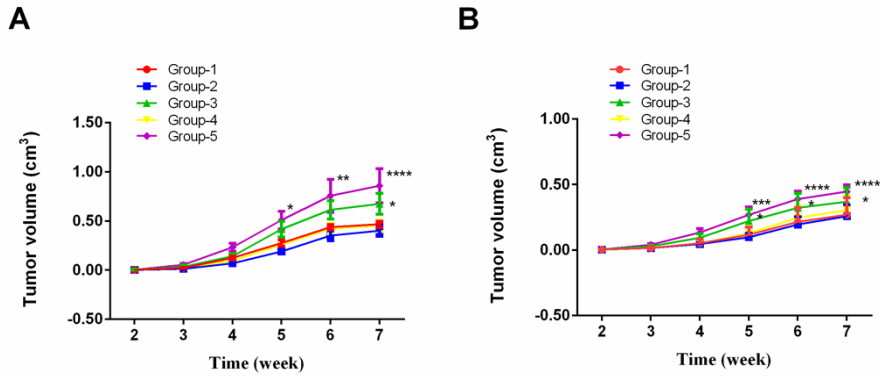 A
Group-1
Group-2
Group-3
Group-4
Group-5
Tumor volume (cm³)
1.50
1.00
0.50
0.00
-0.50
*
**
****
*
2 3 4 5 6 7
Time (week)
B
Group-1
Group-2
Group-3
Group-4
Group-5
Tumor volume (cm³)
1.00
0.50
0.00
-0.50
***
*
****
*
****
*
2 3 4 5 6 7
Time (week)